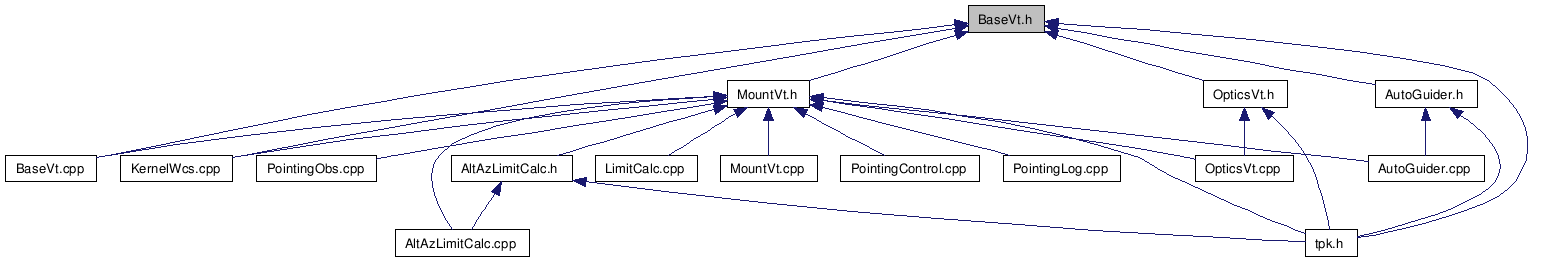 BaseVt.h
MountVt.h
OpticsVt.h
AutoGuider.h
BaseVt.cpp
KernelWcs.cpp
PointingObs.cpp
AltAzLimitCalc.h
LimitCalc.cpp
MountVt.cpp
PointingControl.cpp
PointingLog.cpp
OpticsVt.cpp
AutoGuider.cpp
AltAzLimitCalc.cpp
tpk.h